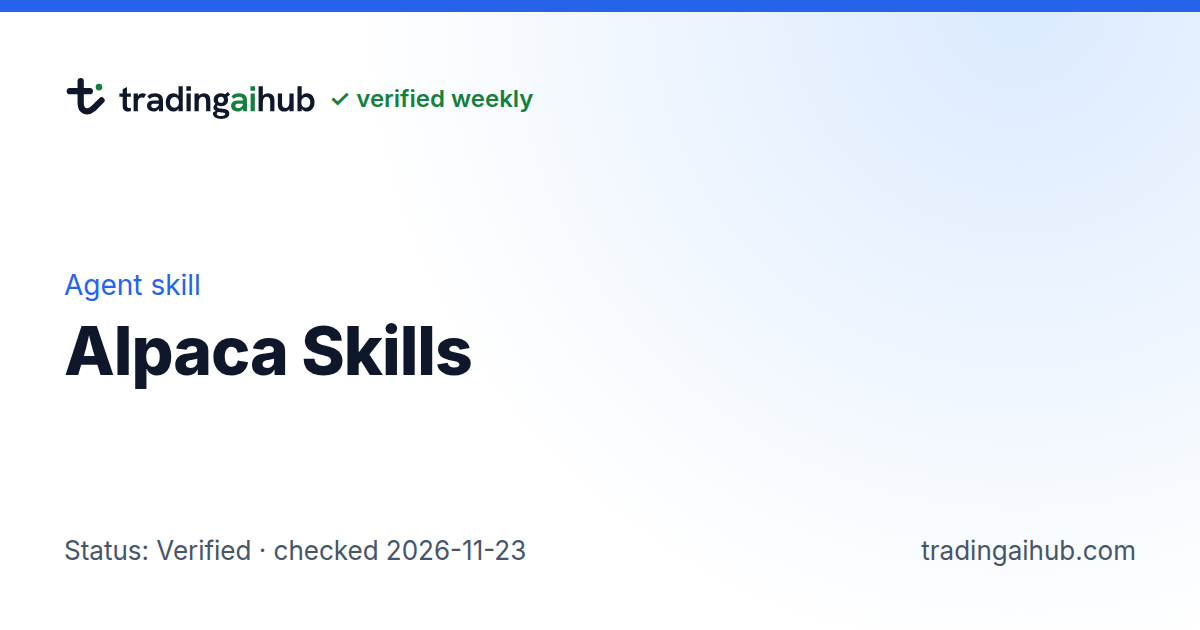 tradingaihub ✓ verified weekly
Agent skill
Alpaca Skills
Status: Verified · checked 2026-11-23
tradingaihub.com